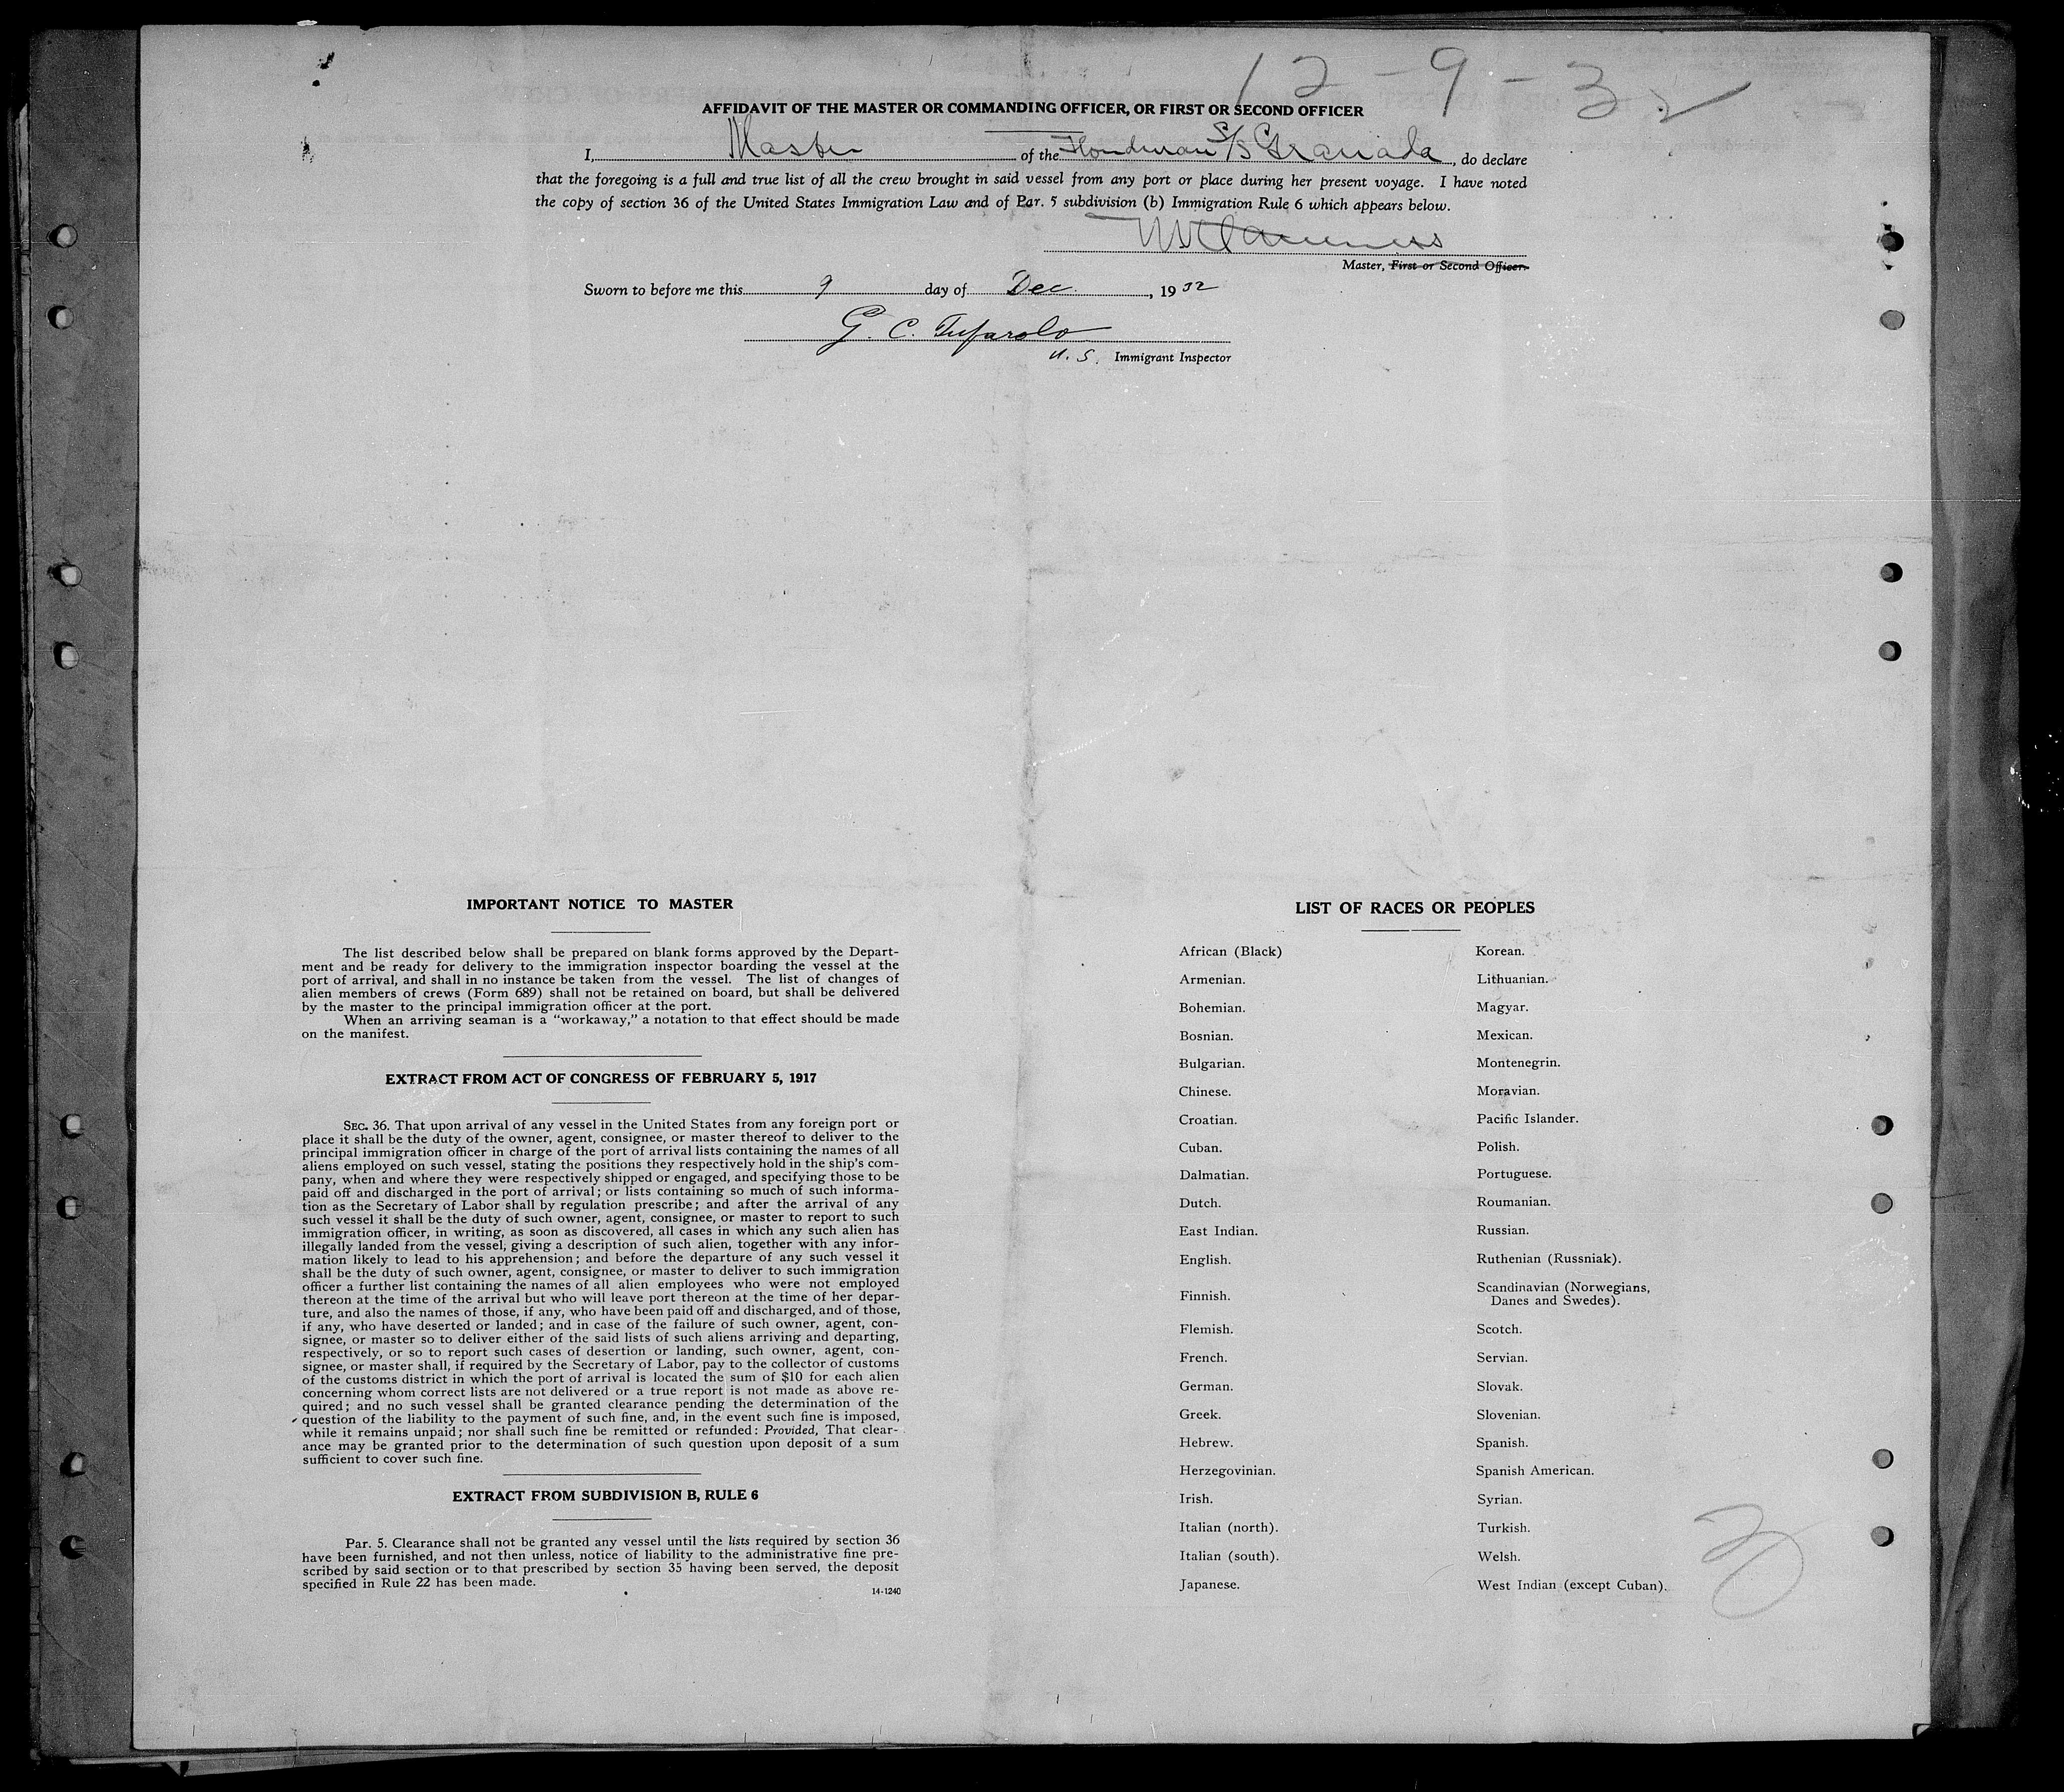 12-9-32
AFFIDAVIT OF THE MASTER OR COMMANDING OFFICER, OR FIRST OR SECOND OFFICER
I, Master of the Honduran S/S Granada, do declare
that the foregoing is a full and true list of all the crew brought in said vessel from any port or place during her present voyage. I have noted
the copy of section 36 of the United States Immigration Law and of Par. 5 subdivision (b) Immigration Rule 6 which appears below.
Master, First or Second Officer.
Sworn to before me this 9 day of Dec., 1932
G. C. Tufarolo
U. S. Immigrant Inspector
IMPORTANT NOTICE TO MASTER
The list described below shall be prepared on blank forms approved by the Depart-
ment and be ready for delivery to the immigration inspector boarding the vessel at the
port of arrival, and shall in no instance be taken from the vessel. The list of changes of
alien members of crews (Form 689) shall not be retained on board, but shall be delivered
by the master to the principal immigration officer at the port.
When an arriving seaman is a "workaway," a notation to that effect should be made
on the manifest.
EXTRACT FROM ACT OF CONGRESS OF FEBRUARY 5, 1917
SEC. 36. That upon arrival of any vessel in the United States from any foreign port or
place it shall be the duty of the owner, agent, consignee, or master thereof to deliver to the
principal immigration officer in charge of the port of arrival lists containing the names of all
aliens employed on such vessel, stating the positions they respectively hold in the ship's com-
pany, when and where they were respectively shipped or engaged, and specifying those to be
paid off and discharged in the port of arrival; or lists containing so much of such informa-
tion as the Secretary of Labor shall by regulation prescribe; and after the arrival of any
such vessel it shall be the duty of such owner, agent, consignee, or master to report to such
immigration officer, in writing, as soon as discovered, all cases in which any such alien has
illegally landed from the vessel, giving a description of such alien, together with any infor-
mation likely to lead to his apprehension; and before the departure of any such vessel it
shall be the duty of such owner, agent, consignee, or master to deliver to such immigration
officer a further list containing the names of all alien employees who were not employed
thereon at the time of the arrival but who will leave port thereon at the time of her depar-
ture, and also the names of those, if any, who have been paid off and discharged, and of those,
if any, who have deserted or landed; and in case of the failure of such owner, agent, con-
signee, or master so to deliver either of the said lists of such aliens arriving and departing,
respectively, or so to report such cases of desertion or landing, such owner, agent, con-
signee, or master shall, if required by the Secretary of Labor, pay to the collector of customs
of the customs district in which the port of arrival is located the sum of $10 for each alien
concerning whom correct lists are not delivered or a true report is not made as above re-
quired; and no such vessel shall be granted clearance pending the determination of the
question of the liability to the payment of such fine, and, in the event such fine is imposed,
while it remains unpaid; nor shall such fine be remitted or refunded: Provided, That clear-
ance may be granted prior to the determination of such question upon deposit of a sum
sufficient to cover such fine.
EXTRACT FROM SUBDIVISION B, RULE 6
Par. 5. Clearance shall not be granted any vessel until the lists required by section 36
have been furnished, and not then unless, notice of liability to the administrative fine pre-
scribed by said section or to that prescribed by section 35 having been served, the deposit
specified in Rule 22 has been made.
14-1240
LIST OF RACES OR PEOPLES
African (Black)
Armenian.
Bohemian.
Bosnian.
Bulgarian.
Chinese.
Croatian.
Cuban.
Dalmatian.
Dutch.
East Indian.
English.
Finnish.
Flemish.
French.
German.
Greek.
Hebrew.
Herzegovinian.
Irish.
Italian (north).
Italian (south).
Japanese.
Korean.
Lithuanian.
Magyar.
Mexican.
Montenegrin.
Moravian.
Pacific Islander.
Polish.
Portuguese.
Roumanian.
Russian.
Ruthenian (Russniak).
Scandinavian (Norwegians,
Danes and Swedes).
Scotch.
Servian.
Slovak.
Slovenian.
Spanish.
Spanish American.
Syrian.
Turkish.
Welsh.
West Indian (except Cuban).